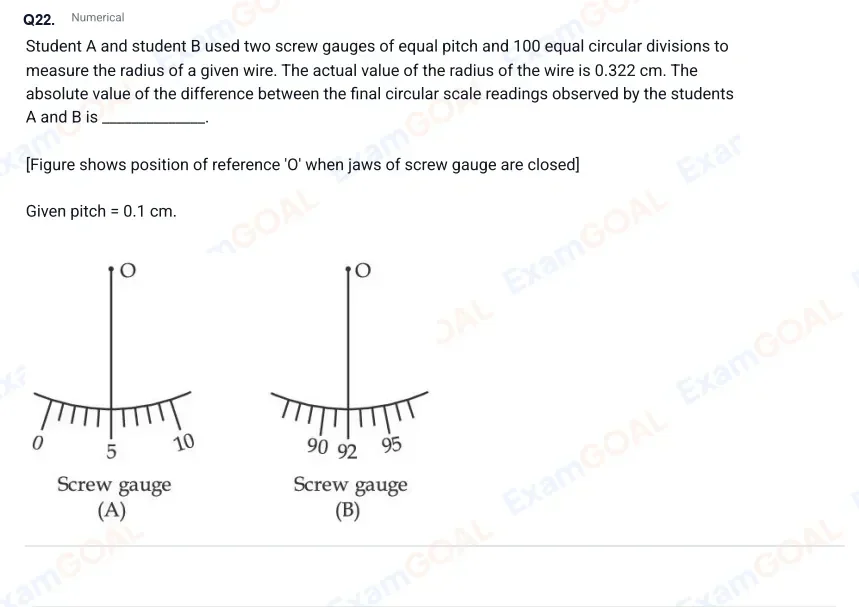 Q22. Numerical
Student A and student B used two screw gauges of equal pitch and 100 equal circular divisions to
measure the radius of a given wire. The actual value of the radius of the wire is 0.322 cm. The
absolute value of the difference between the final circular scale readings observed by the students
A and B is ____________.
[Figure shows position of reference 'O' when jaws of screw gauge are closed]
Given pitch = 0.1 cm.
O O
0 5 10 90 92 95
Screw gauge Screw gauge
(A) (B)
ExamGOAL